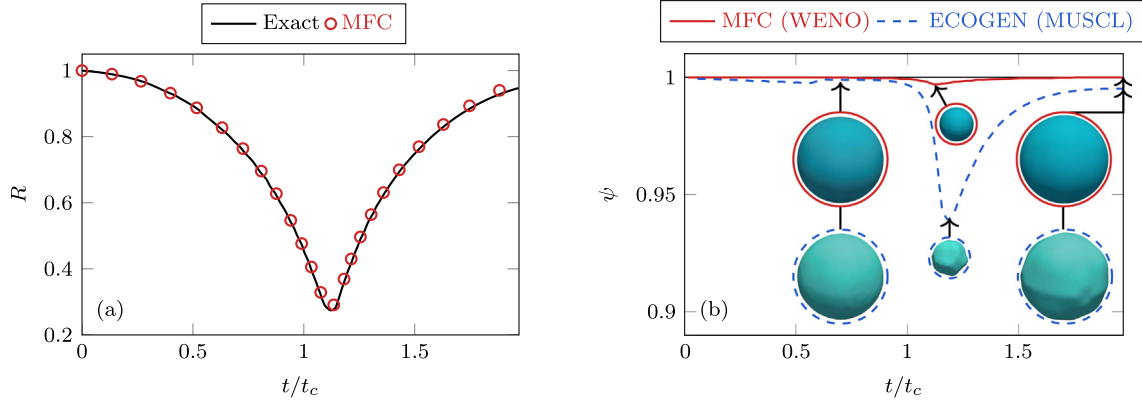 Exact MFC
1
0.8
0.6
0.4
0.2
R
(a)
0 0.5 1 1.5
t/t_c
MFC (WENO) ECOGEN (MUSCL)
1
0.95
0.9
ψ
(b)
0 0.5 1 1.5
t/t_c